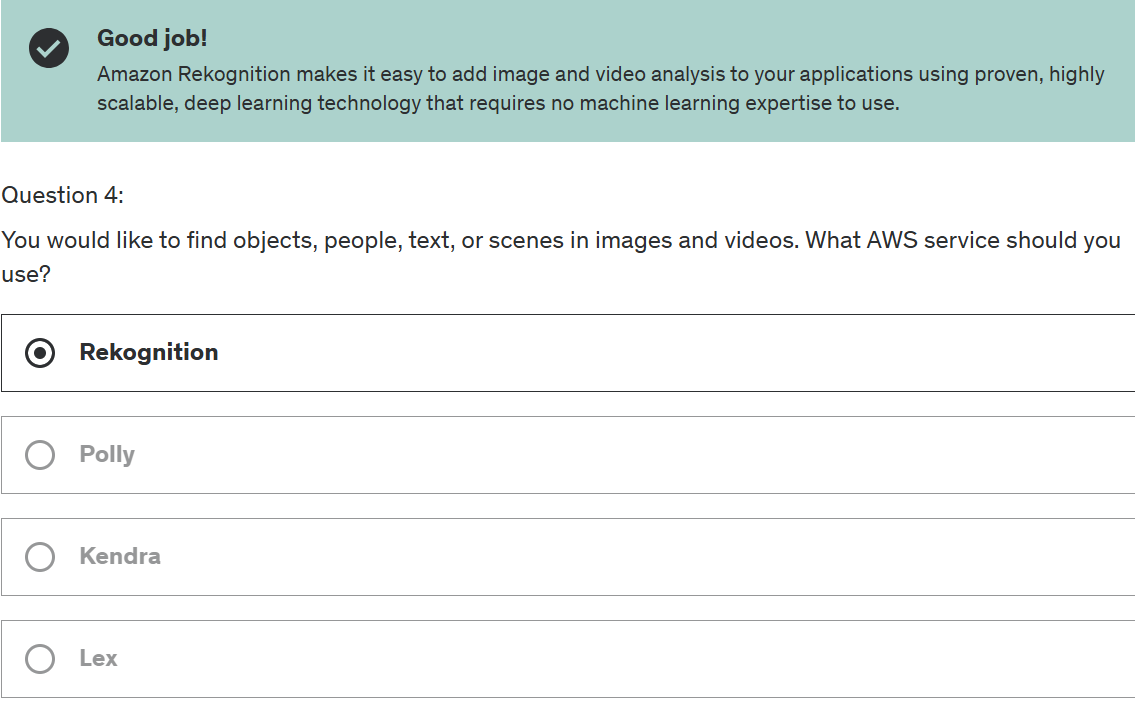 Good job!
Amazon Rekognition makes it easy to add image and video analysis to your applications using proven, highly
scalable, deep learning technology that requires no machine learning expertise to use.
Question 4:
You would like to find objects, people, text, or scenes in images and videos. What AWS service should you
use?
Rekognition
Polly
Kendra
Lex